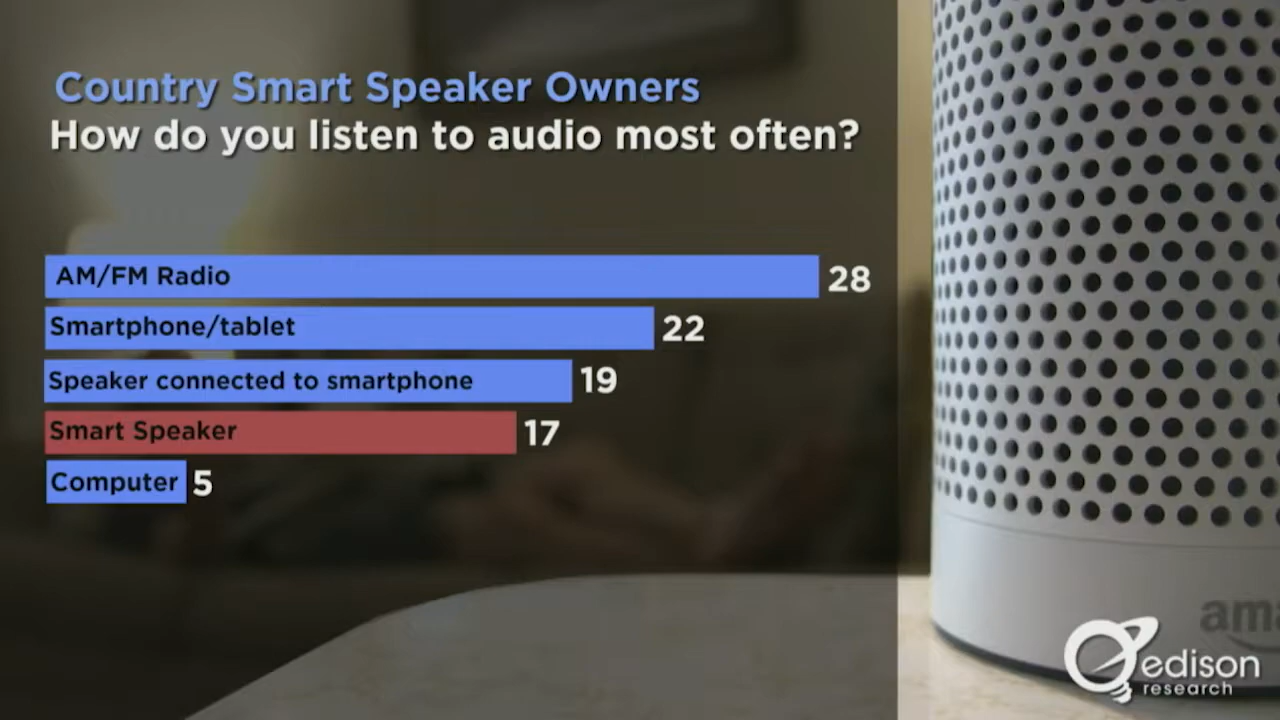 Country Smart Speaker Owners
How do you listen to audio most often?
AM/FM Radio 28
Smartphone/tablet 22
Speaker connected to smartphone 19
Smart Speaker 17
Computer 5
edison
research